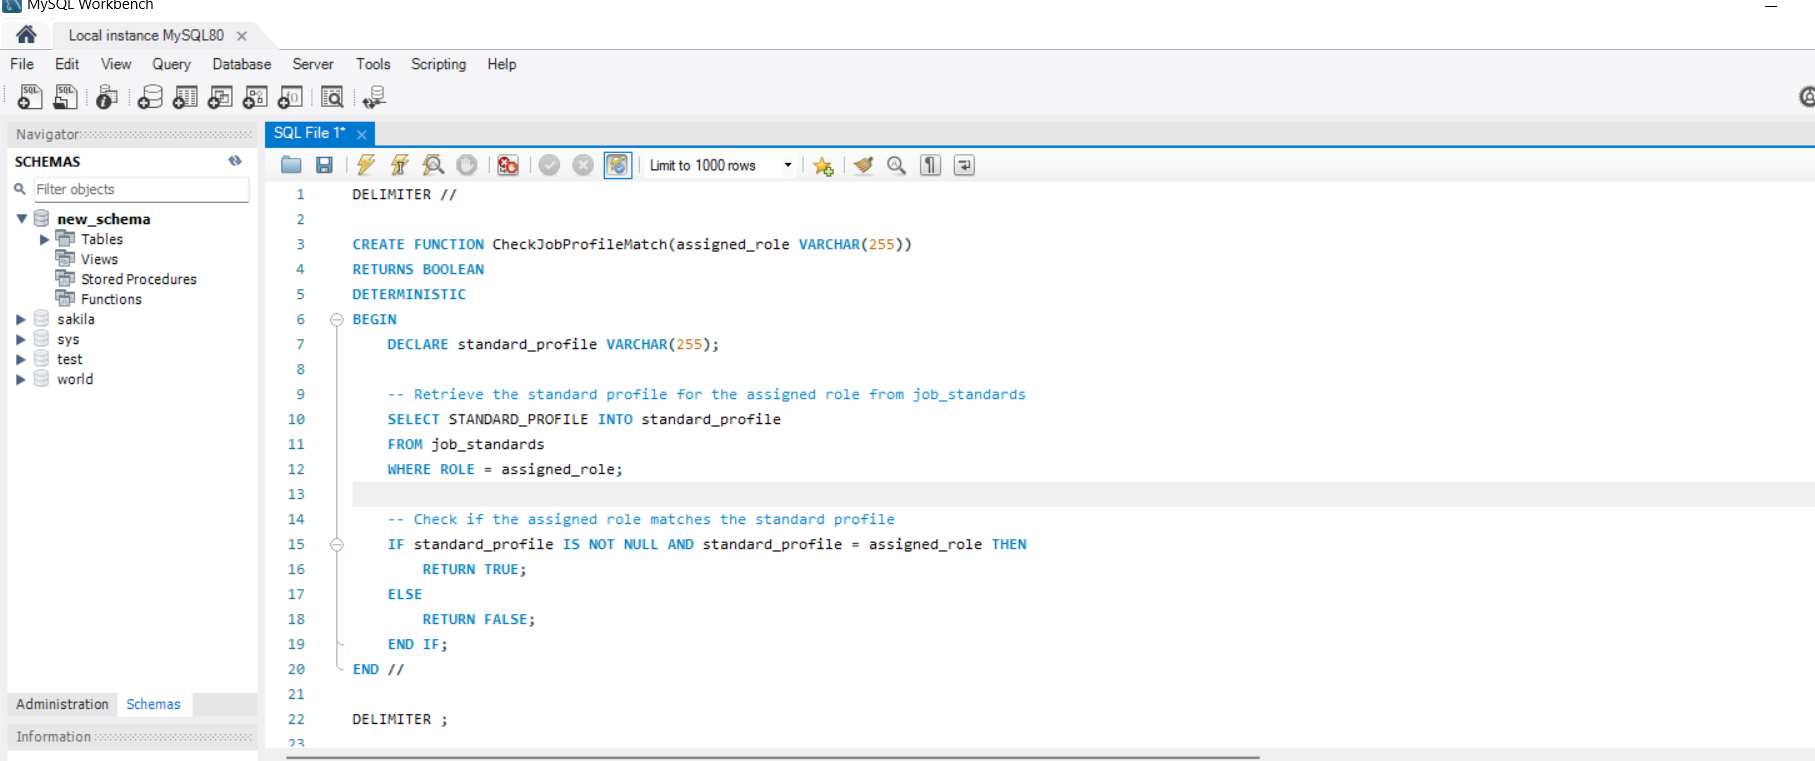 MySQL Workbench
Local instance MySQL80
File Edit View Query Database Server Tools Scripting Help
Navigator
SCHEMAS
Filter objects
new_schema
Tables
Views
Stored Procedures
Functions
sakila
sys
test
world
Administration Schemas
Information
SQL File 1*
Limit to 1000 rows
1 DELIMITER //
2
3 CREATE FUNCTION CheckJobProfileMatch(assigned_role VARCHAR(255))
4 RETURNS BOOLEAN
5 DETERMINISTIC
6 BEGIN
7 DECLARE standard_profile VARCHAR(255);
8
9 -- Retrieve the standard profile for the assigned role from job_standards
10 SELECT STANDARD_PROFILE INTO standard_profile
11 FROM job_standards
12 WHERE ROLE = assigned_role;
13
14 -- Check if the assigned role matches the standard profile
15 IF standard_profile IS NOT NULL AND standard_profile = assigned_role THEN
16 RETURN TRUE;
17 ELSE
18 RETURN FALSE;
19 END IF;
20 END //
21
22 DELIMITER ;
23